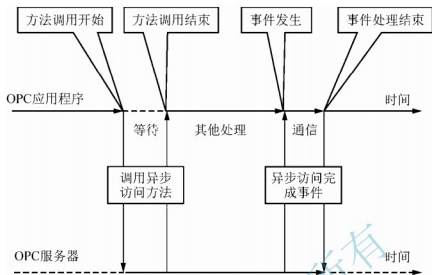 方法调用开始
方法调用结束
事件发生
事件处理结束
OPC应用程序
时间
等待
其他处理
通信
调用异步
访问方法
异步访问完
成事件
所有
OPC服务器
时间